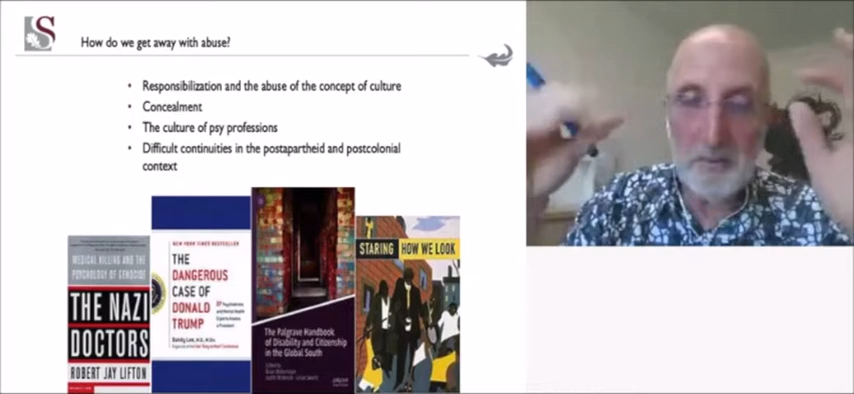 S
How do we get away with abuse?
• Responsibilization and the abuse of the concept of culture
• Concealment
• The culture of psy professions
• Difficult continuities in the postapartheid and postcolonial
context
MEDICAL KILLING AND THE
PSYCHOLOGY OF GENOCIDE
THE NAZI
DOCTORS
ROBERT JAY LIFTON
NEW YORK TIMES BESTSELLER
THE
DANGEROUS
CASE OF
DONALD
TRUMP
Bandy Lee, M.D., M.Div.
The Palgrave Handbook
of Disability and Citizenship
in the Global South
STARING HOW WE LOOK